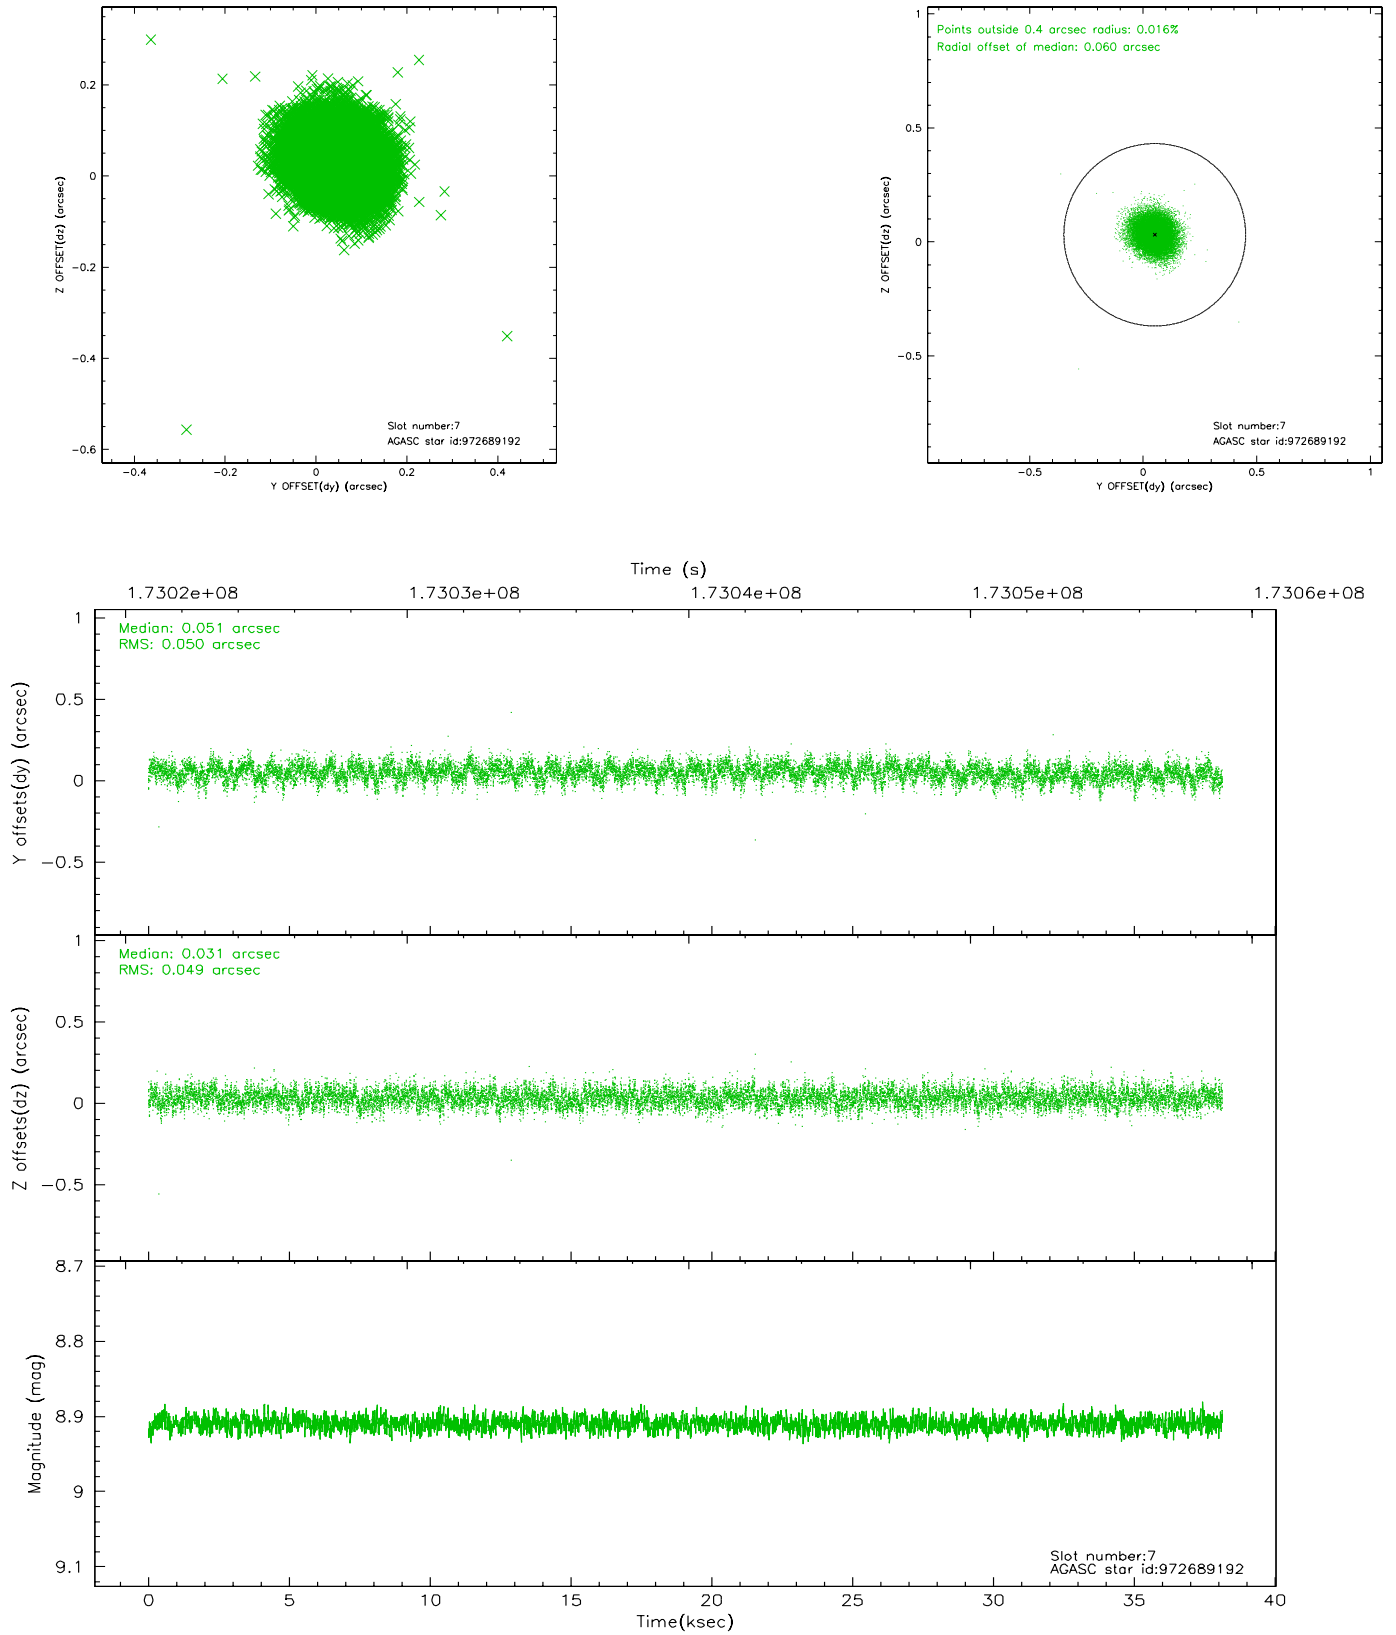 0.2
0
−0.2
−0.4
−0.6
Z OFFSET(dz) (arcsec)
Slot number:7
AGASC star id:972689192
−0.4
−0.2
0
0.2
0.4
Y OFFSET(dy) (arcsec)
1
0.5
0
−0.5
Z OFFSET(dz) (arcsec)
Points outside 0.4 arcsec radius: 0.016%
Radial offset of median: 0.060 arcsec
Slot number:7
AGASC star id:972689192
−0.5
0
0.5
1
Y OFFSET(dy) (arcsec)
Time (s)
1.7302e+08
1.7303e+08
1.7304e+08
1.7305e+08
1.7306e+08
1
0.5
0
−0.5
Y offsets(dy) (arcsec)
Median: 0.051 arcsec
RMS: 0.050 arcsec
1
0.5
0
−0.5
Z offsets(dz) (arcsec)
Median: 0.031 arcsec
RMS: 0.049 arcsec
8.7
8.8
8.9
9
9.1
Magnitude (mag)
Slot number:7
AGASC star id:972689192
0
5
10
15
20
25
30
35
40
Time(ksec)